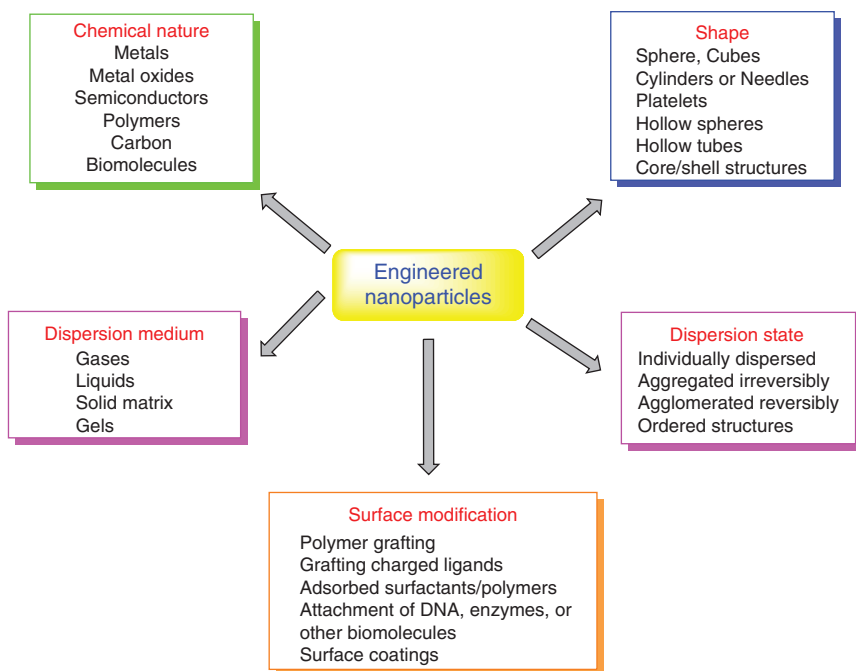 Chemical nature
Metals
Metal oxides
Semiconductors
Polymers
Carbon
Biomolecules
Shape
Sphere, Cubes
Cylinders or Needles
Platelets
Hollow spheres
Hollow tubes
Core/shell structures
Engineered
nanoparticles
Dispersion medium
Gases
Liquids
Solid matrix
Gels
Dispersion state
Individually dispersed
Aggregated irreversibly
Agglomerated reversibly
Ordered structures
Surface modification
Polymer grafting
Grafting charged ligands
Adsorbed surfactants/polymers
Attachment of DNA, enzymes, or
other biomolecules
Surface coatings